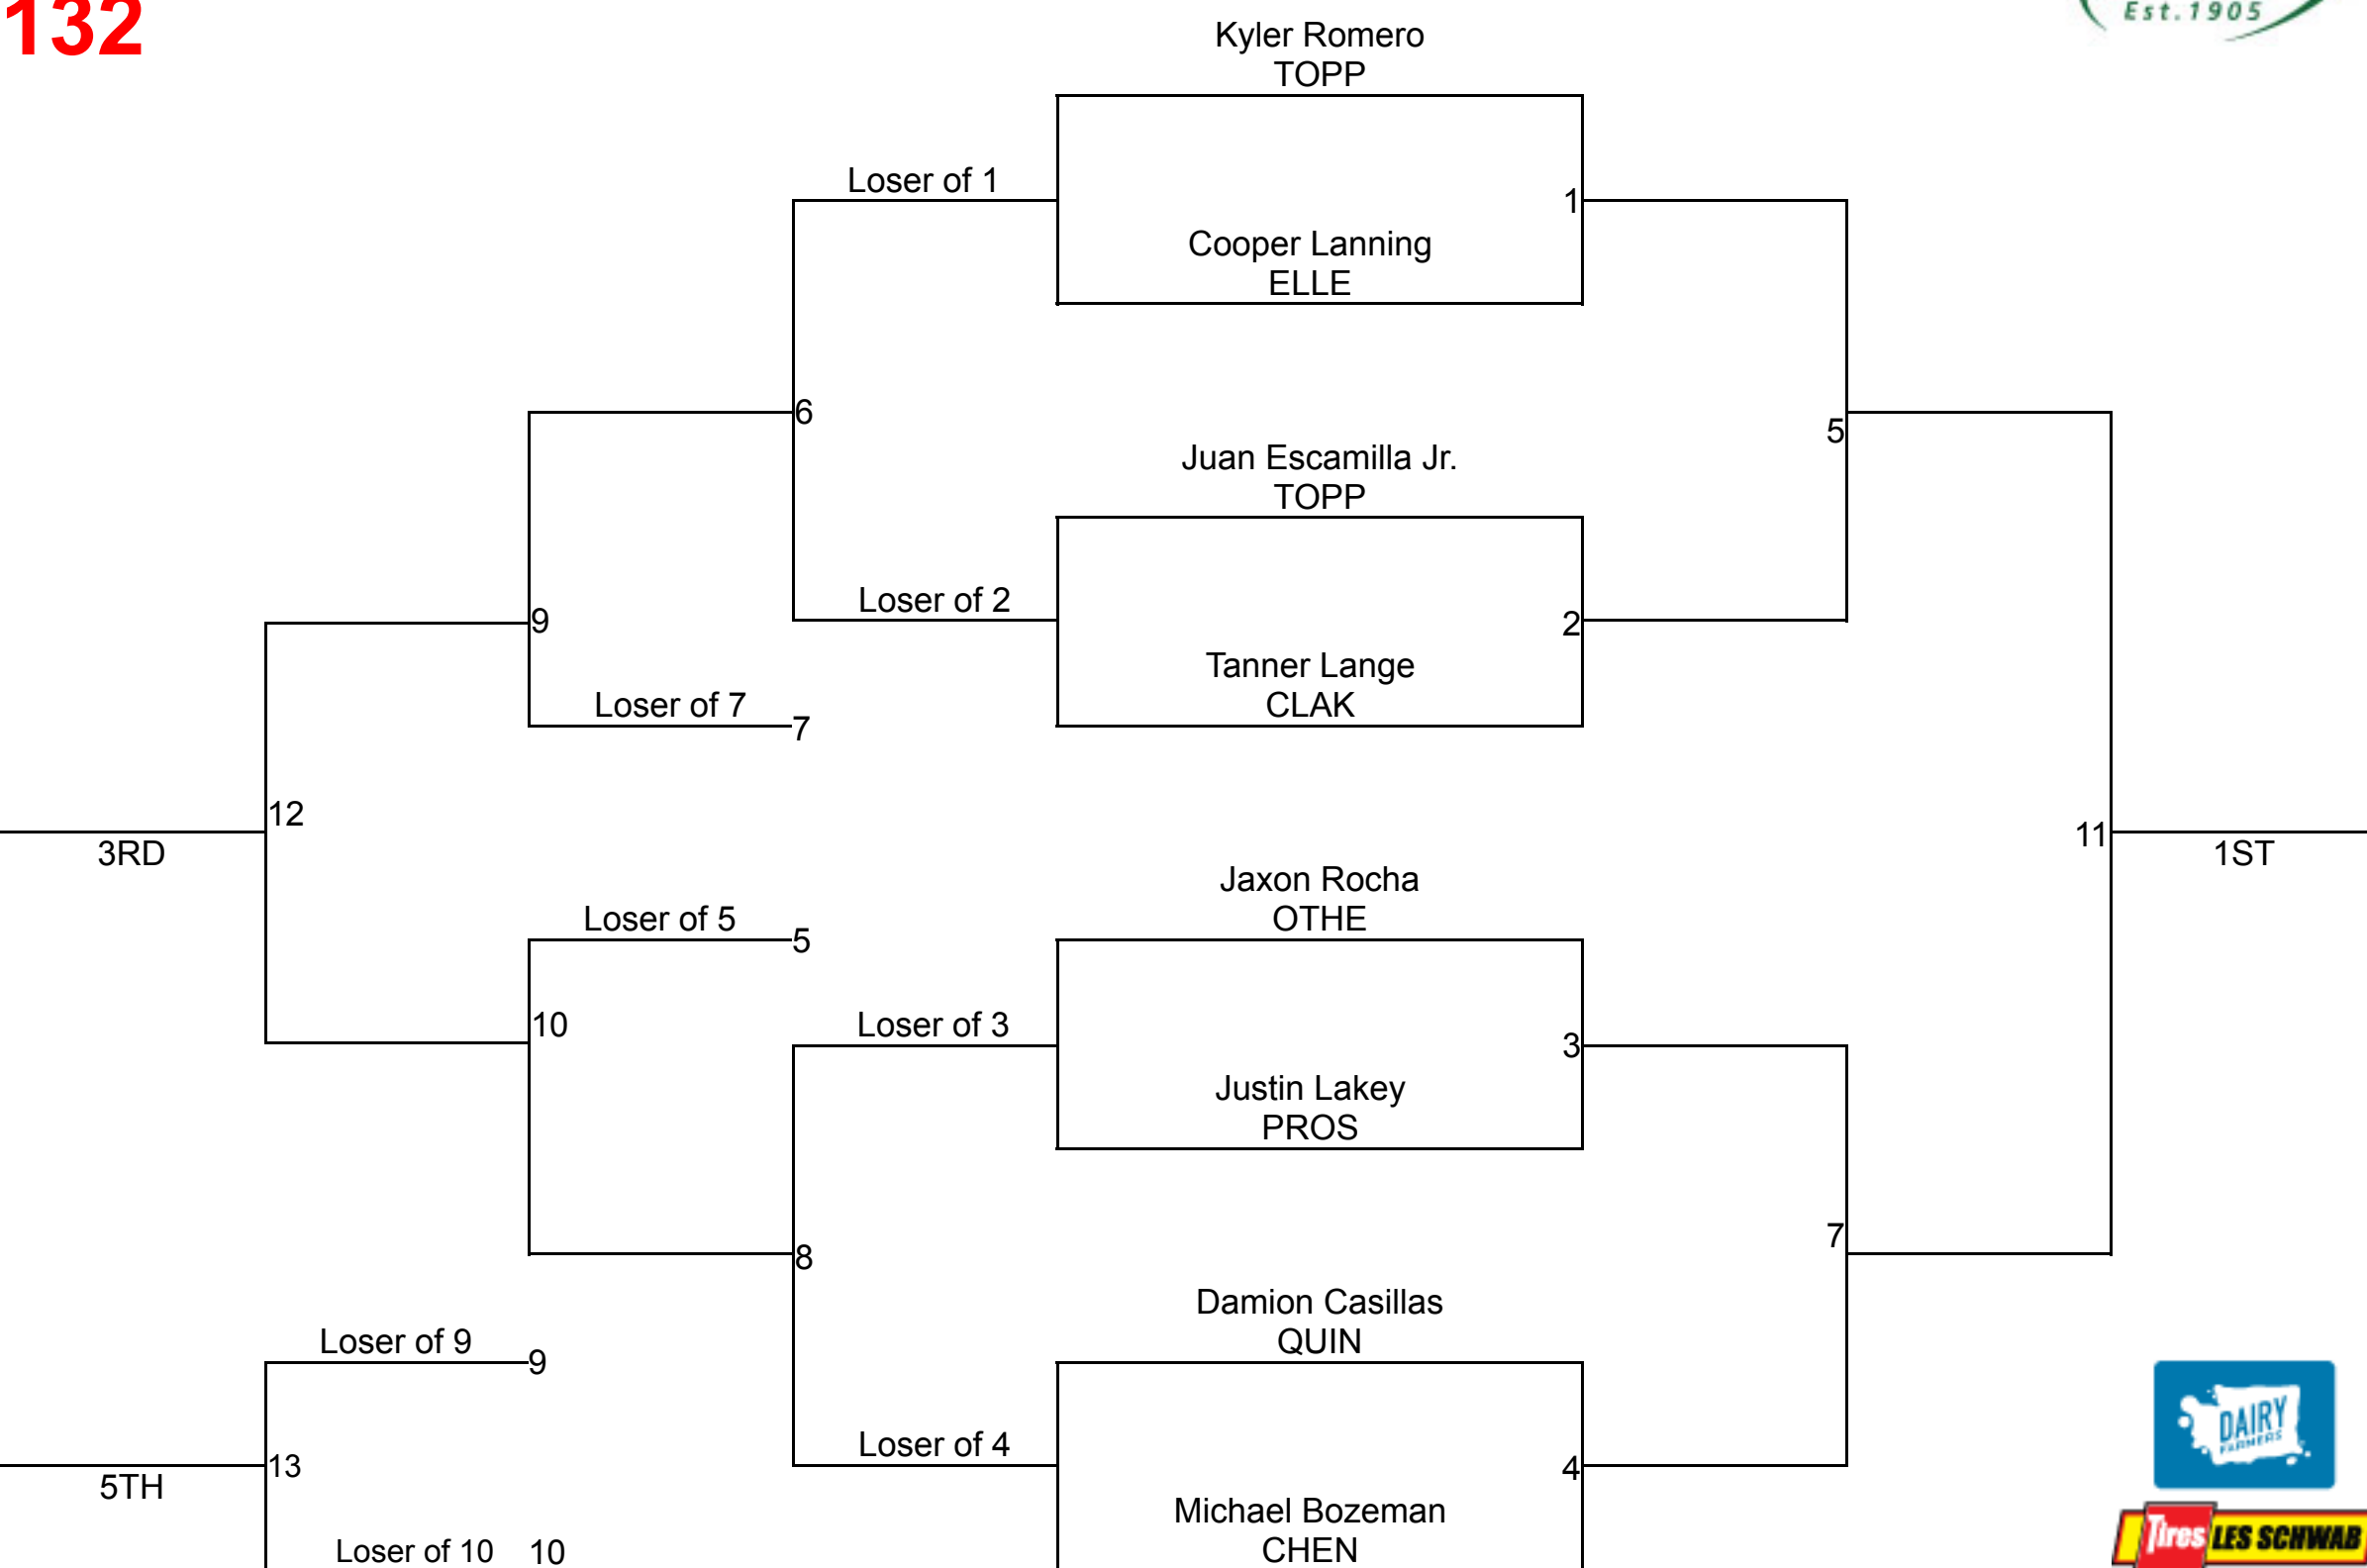 132
Est.1905
Kyler Romero
TOPP
Loser of 1
1
Cooper Lanning
ELLE
6
5
Juan Escamilla Jr.
TOPP
Loser of 2
2
9
Tanner Lange
CLAK
Loser of 7
7
12
11
3RD
1ST
Jaxon Rocha
OTHE
Loser of 5
5
10
Loser of 3
3
Justin Lakey
PROS
7
8
Damion Casillas
QUIN
Loser of 9
9
Loser of 4
4
13
5TH
Michael Bozeman
CHEN
Loser of 10
10
DAIRY
FARMERS
Tires LES SCHWAB